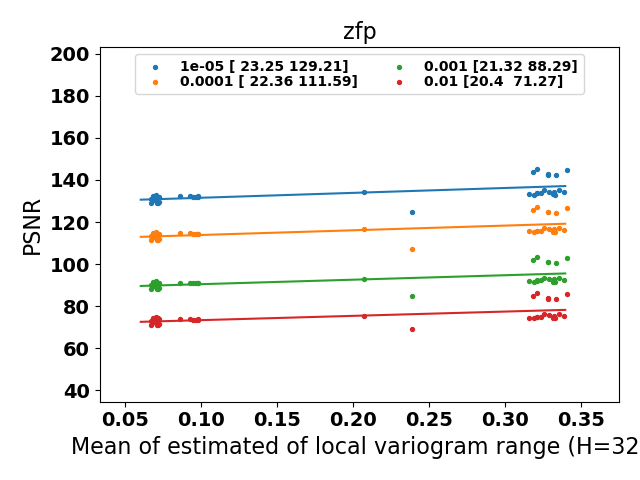 zfp
1e-05 [ 23.25 129.21]
0.0001 [ 22.36 111.59]
0.001 [21.32 88.29]
0.01 [20.4  71.27]
PSNR
200
180
160
140
120
100
80
60
40
0.05 0.10 0.15 0.20 0.25 0.30 0.35
Mean of estimated of local variogram range (H=32